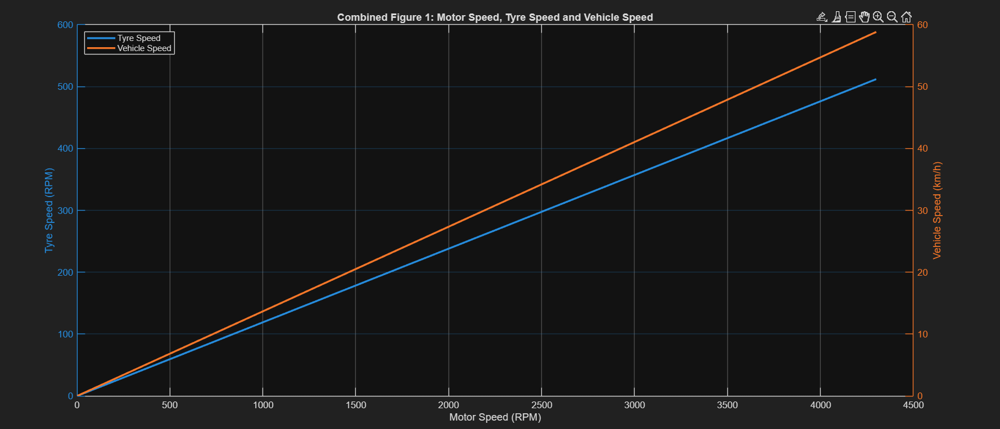 Combined Figure 1: Motor Speed, Tyre Speed and Vehicle Speed
Tyre Speed
Vehicle Speed
600
500
400
300
200
100
0
Tyre Speed (RPM)
60
50
40
30
20
10
0
Vehicle Speed (km/h)
0 500 1000 1500 2000 2500 3000 3500 4000 4500
Motor Speed (RPM)